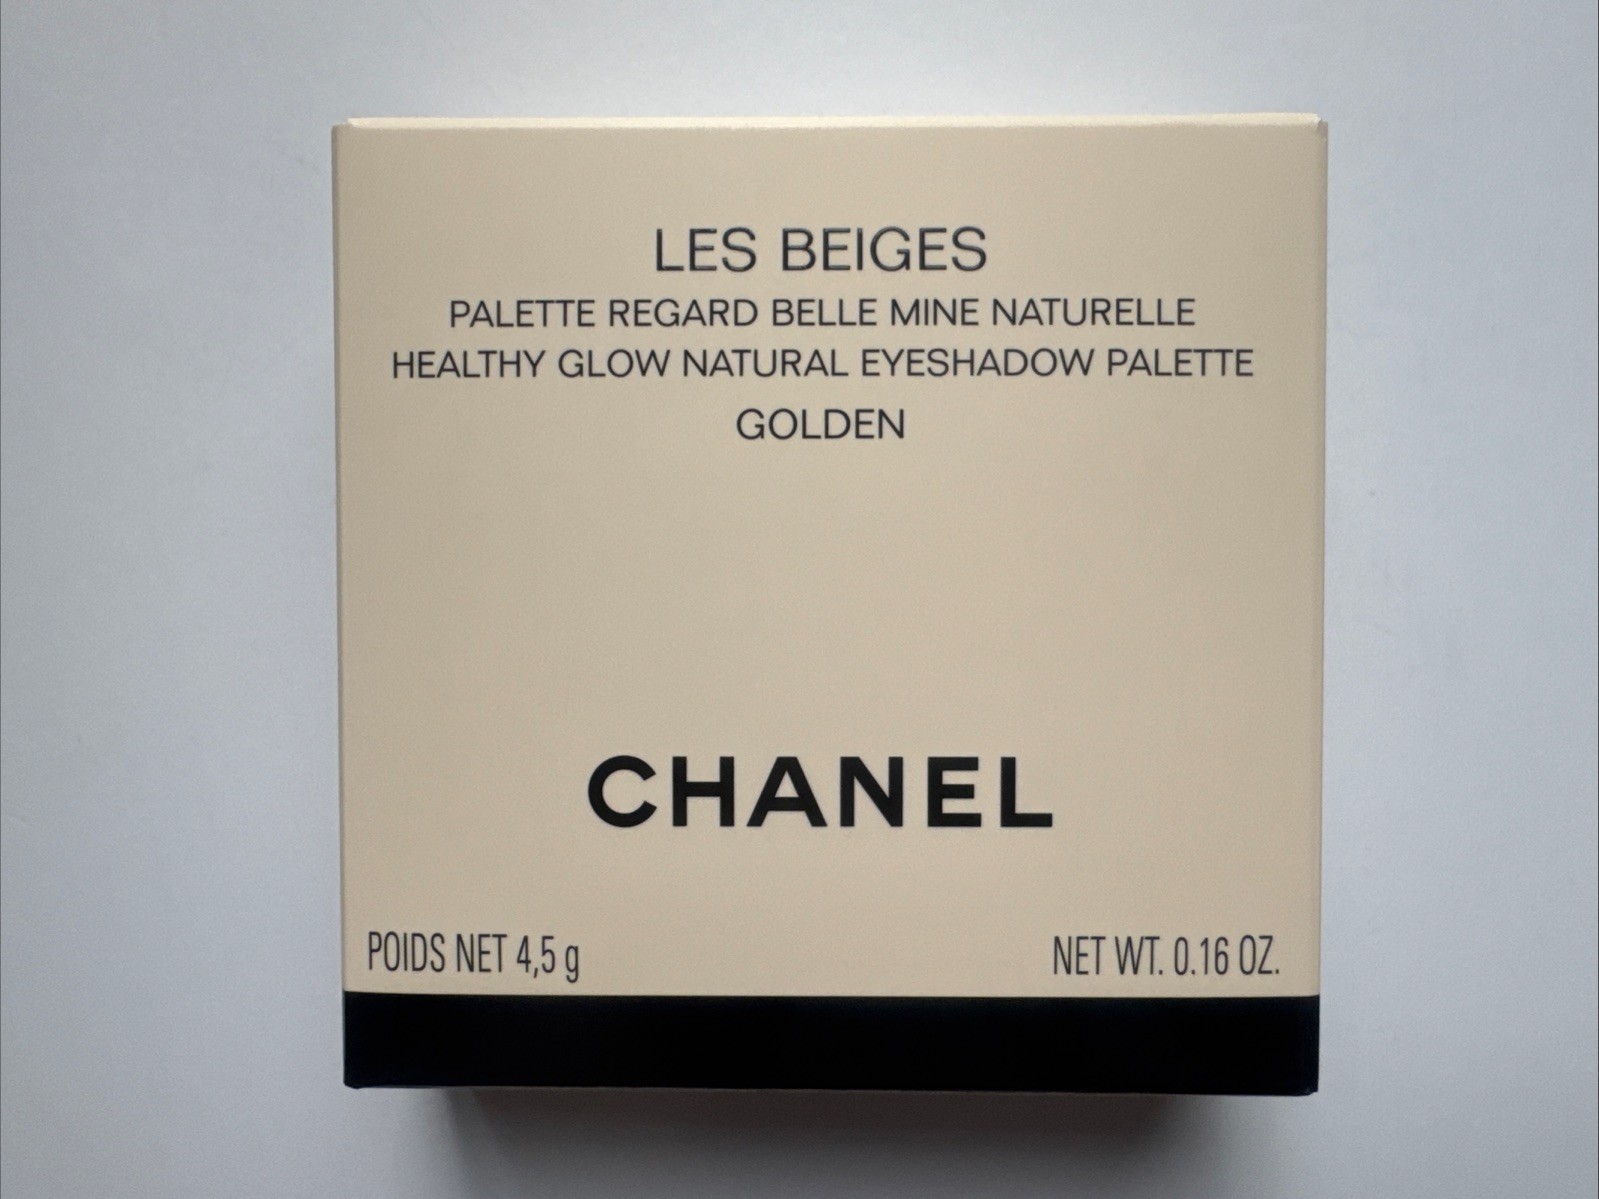 LES BEIGES
PALETTE REGARD BELLE MINE NATURELLE
HEALTHY GLOW NATURAL EYESHADOW PALETTE
GOLDEN
CHANEL
POIDS NET 4,5 g
NET WT. 0.16 OZ.